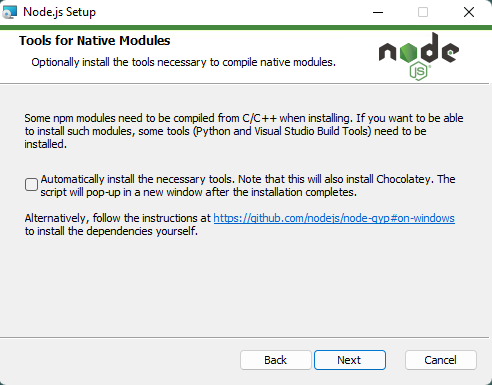 Node.js Setup
Tools for Native Modules
Optionally install the tools necessary to compile native modules.
node
JS
Some npm modules need to be compiled from C/C++ when installing. If you want to be able
to install such modules, some tools (Python and Visual Studio Build Tools) need to be
installed.
Automatically install the necessary tools. Note that this will also install Chocolatey. The
script will pop-up in a new window after the installation completes.
Alternatively, follow the instructions at https://github.com/nodejs/node-gyp#on-windows
to install the dependencies yourself.
Back
Next
Cancel